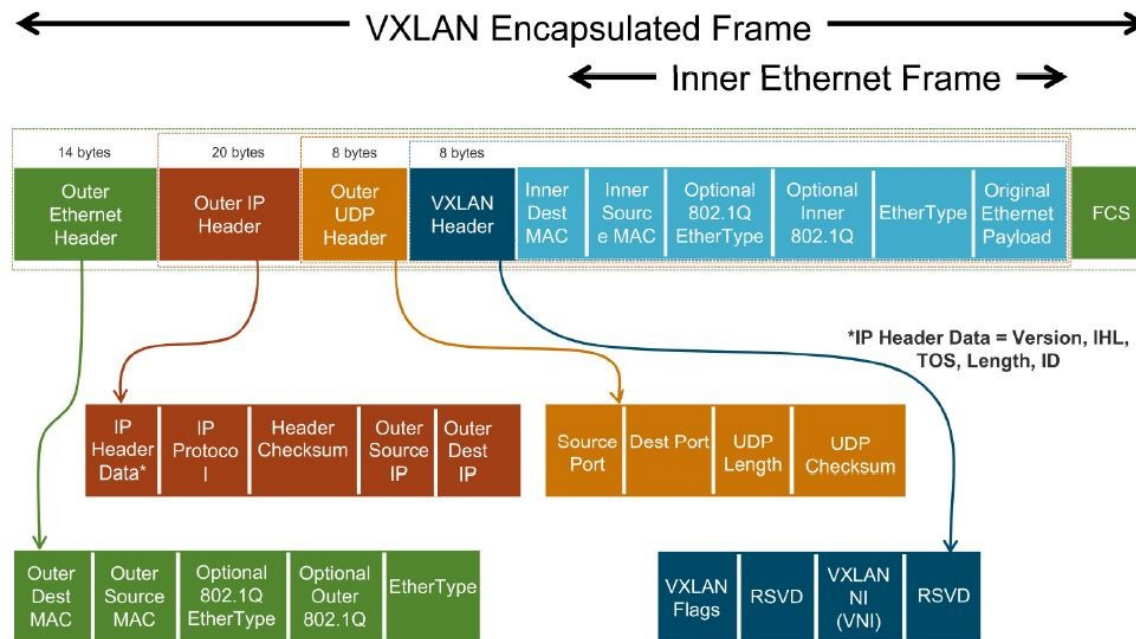 VXLAN Encapsulated Frame
Inner Ethernet Frame
14 bytes
20 bytes
8 bytes
8 bytes
Outer
Ethernet
Header
Outer IP
Header
Outer
UDP
Header
VXLAN
Header
Inner
Dest
MAC
Inner
Sourc
e MAC
Optional
802.1Q
EtherType
Optional
Inner
802.1Q
EtherType
Original
Ethernet
Payload
FCS
*IP Header Data = Version, IHL,
TOS, Length, ID
IP
Header
Data*
IP
Protoco
l
Header
Checksum
Outer
Source
IP
Outer
Dest
IP
Source
Port
Dest Port
UDP
Length
UDP
Checksum
Outer
Dest
MAC
Outer
Source
MAC
Optional
802.1Q
EtherType
Optional
Outer
802.1Q
EtherType
VXLAN
Flags
RSVD
VXLAN
NI
(VNI)
RSVD